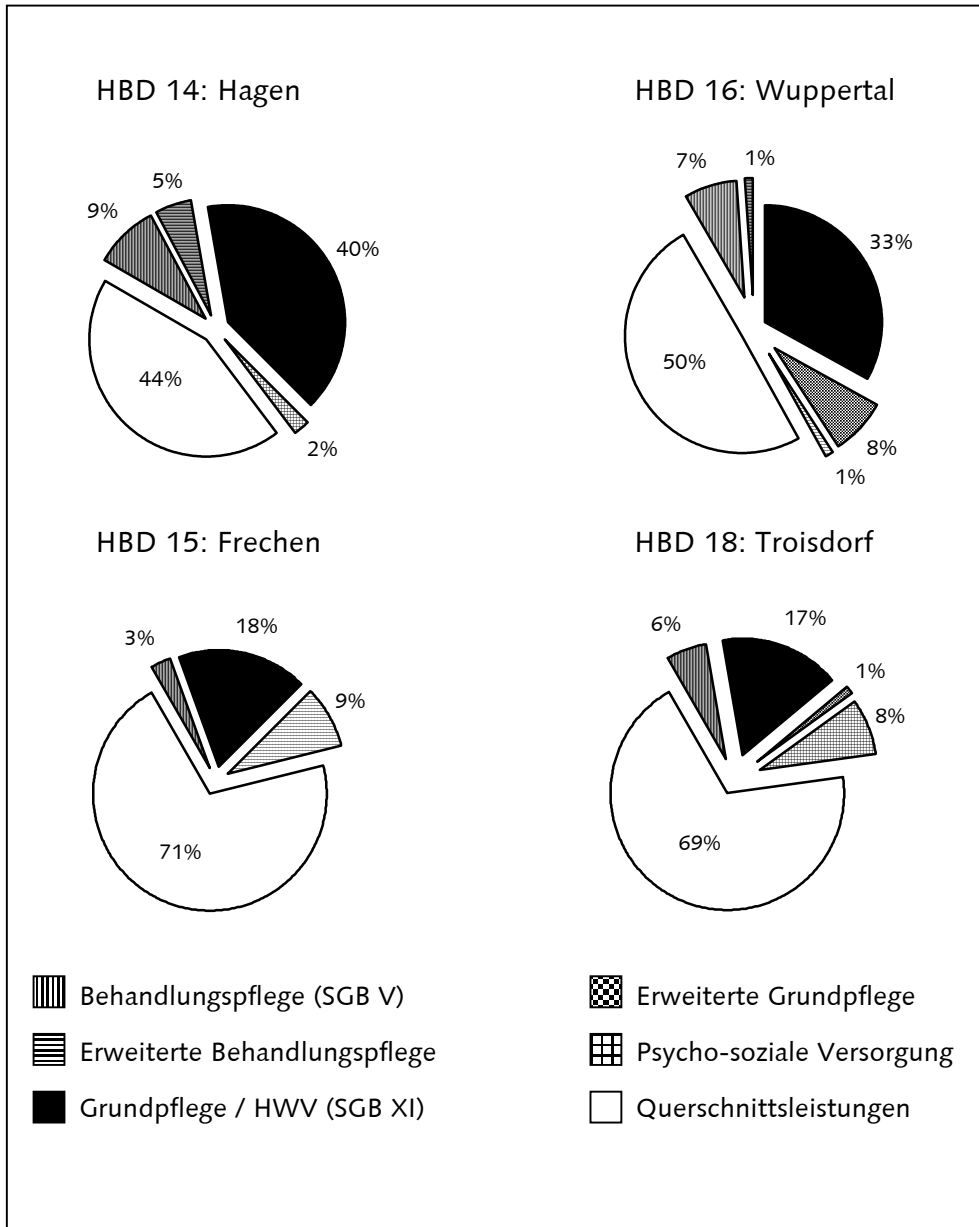 HBD 14: Hagen
5%
9%
40%
44%
2%
HBD 16: Wuppertal
7%
1%
33%
50%
8%
1%
HBD 15: Frechen
3%
18%
9%
71%
HBD 18: Troisdorf
6%
17%
1%
8%
69%
Behandlungspflege (SGB V)
Erweiterte Behandlungspflege
Grundpflege / HWV (SGB XI)
Erweiterte Grundpflege
Psycho-soziale Versorgung
Querschnittsleistungen